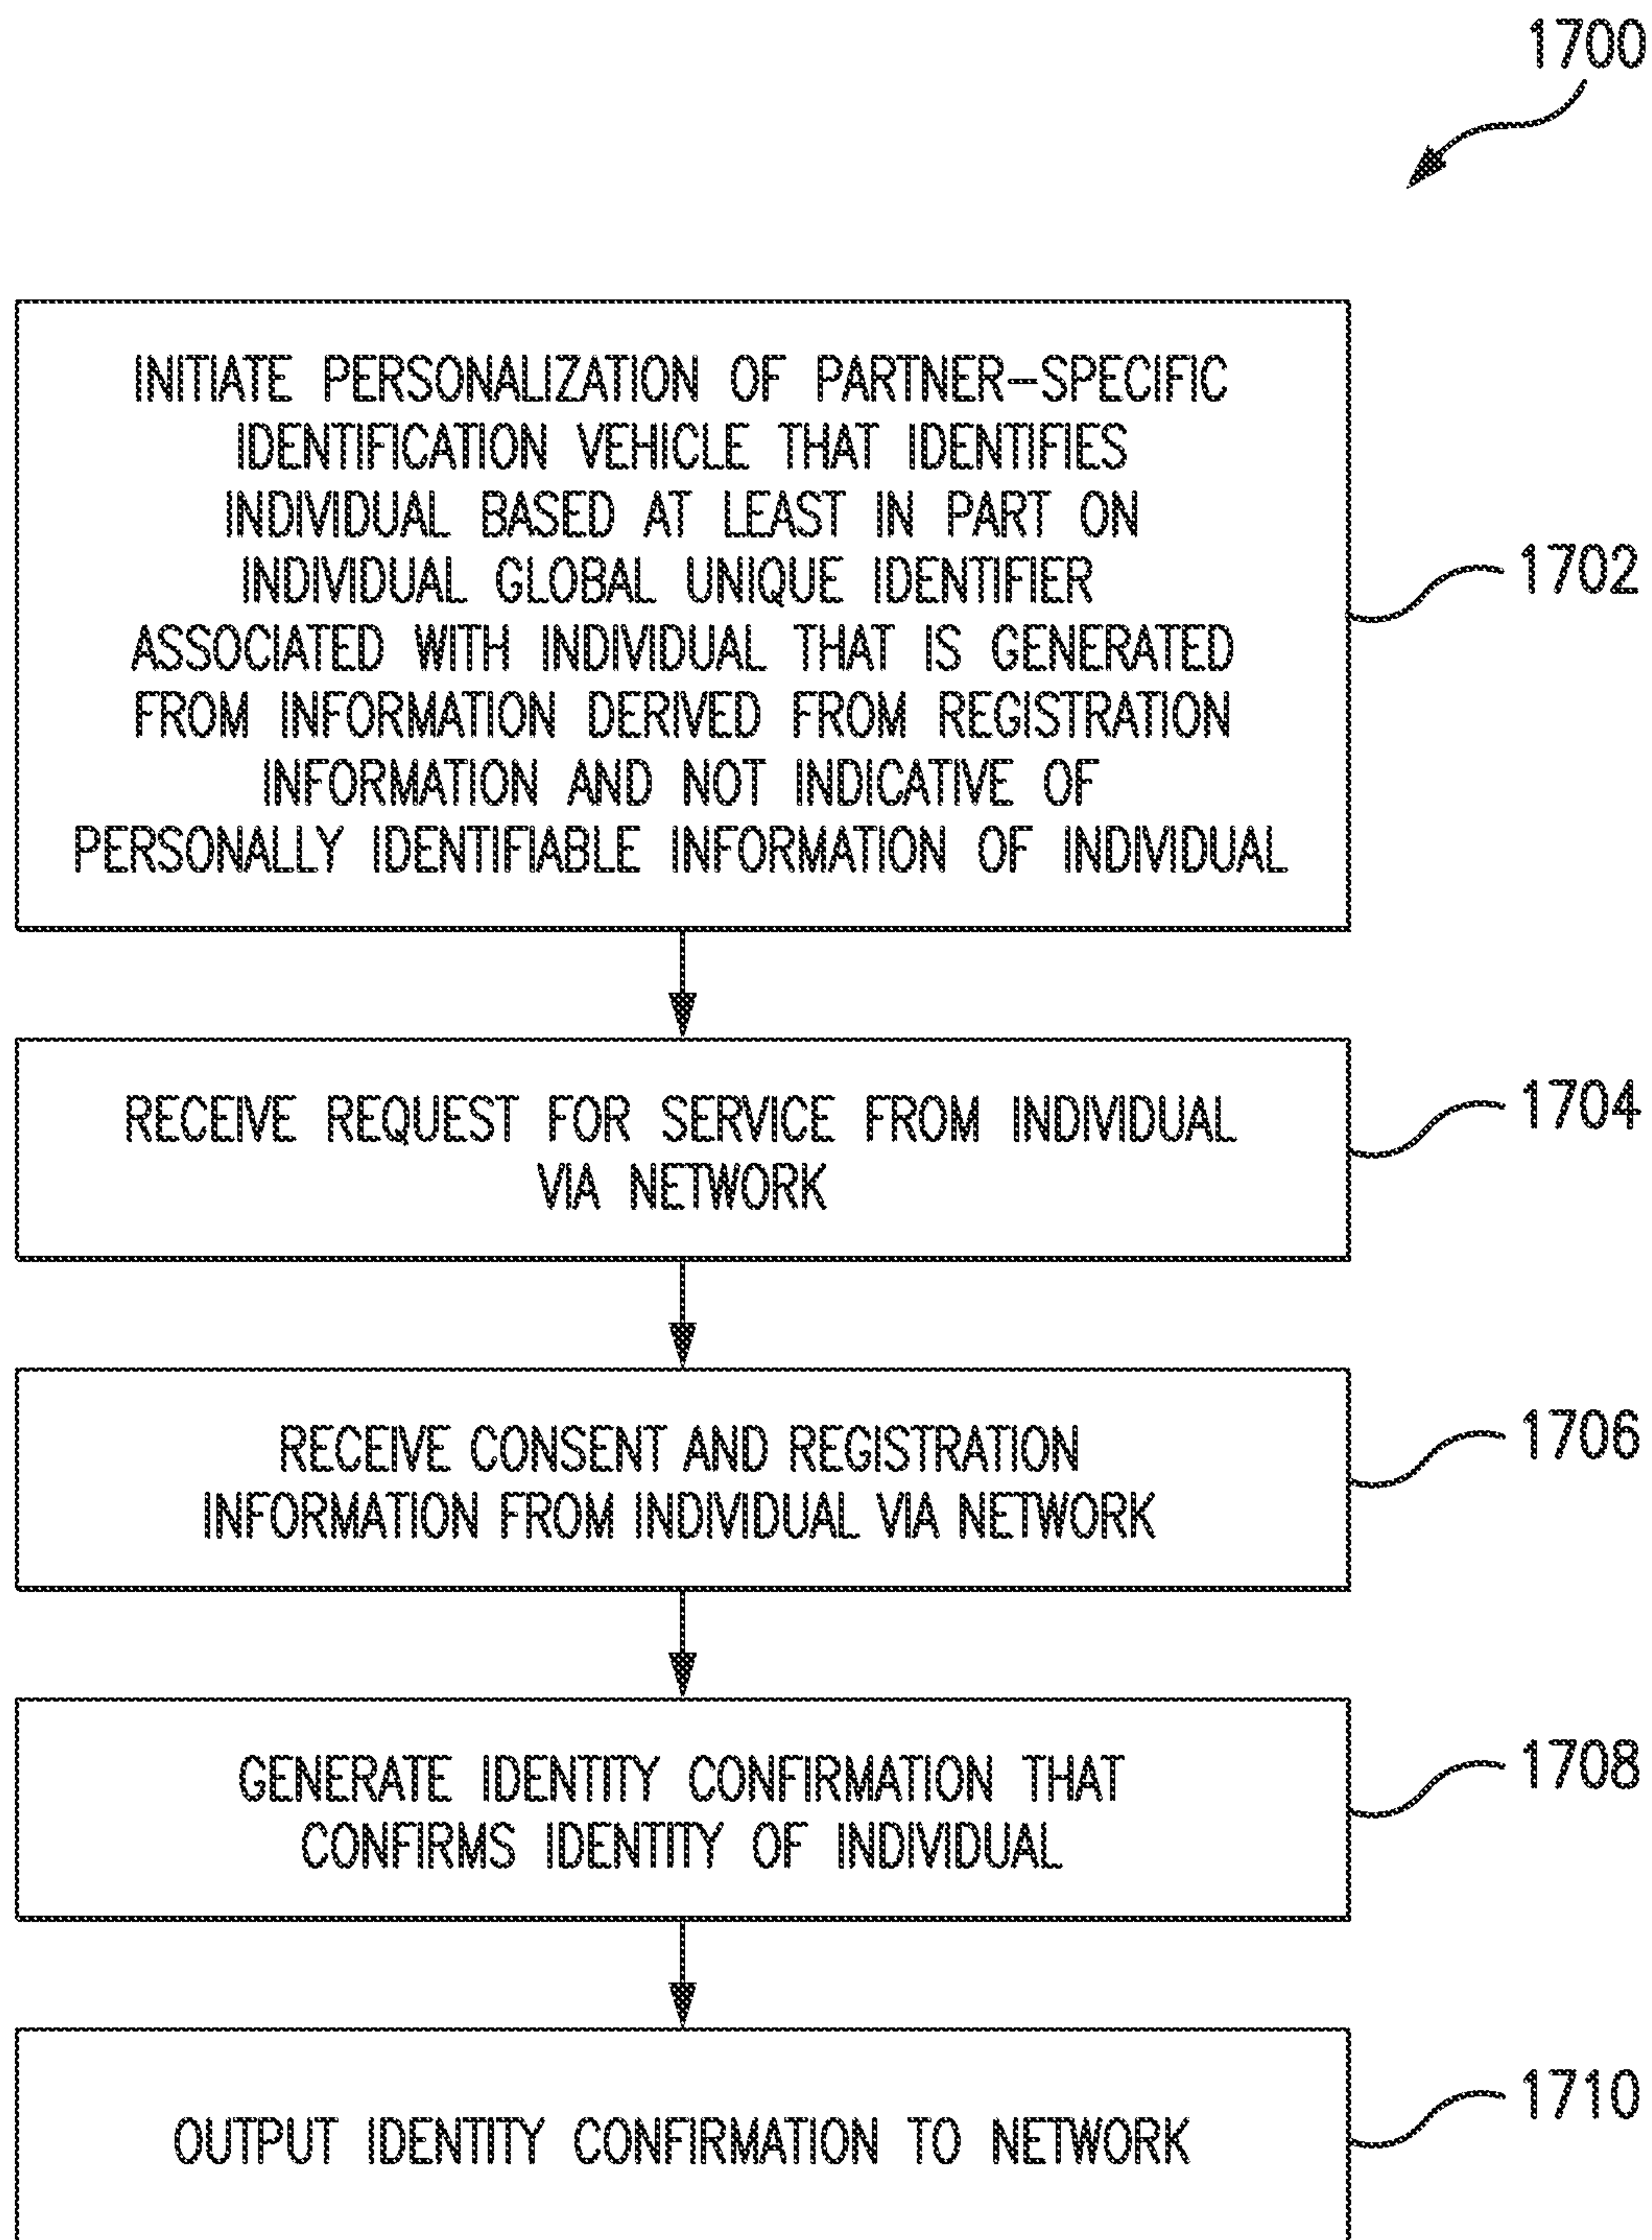 1700
INITIATE PERSONALIZATION OF PARTNER-SPECIFIC
IDENTIFICATION VEHICLE THAT IDENTIFIES
INDIVIDUAL BASED AT LEAST IN PART ON
INDIVIDUAL GLOBAL UNIQUE IDENTIFIER
ASSOCIATED WITH INDIVIDUAL THAT IS GENERATED
FROM INFORMATION DERIVED FROM REGISTRATION
INFORMATION AND NOT INDICATIVE OF
PERSONALLY IDENTIFIABLE INFORMATION OF INDIVIDUAL
1702
RECEIVE REQUEST FOR SERVICE FROM INDIVIDUAL
VIA NETWORK
1704
RECEIVE CONSENT AND REGISTRATION
INFORMATION FROM INDIVIDUAL VIA NETWORK
1706
GENERATE IDENTITY CONFIRMATION THAT
CONFIRMS IDENTITY OF INDIVIDUAL
1708
OUTPUT IDENTITY CONFIRMATION TO NETWORK
1710